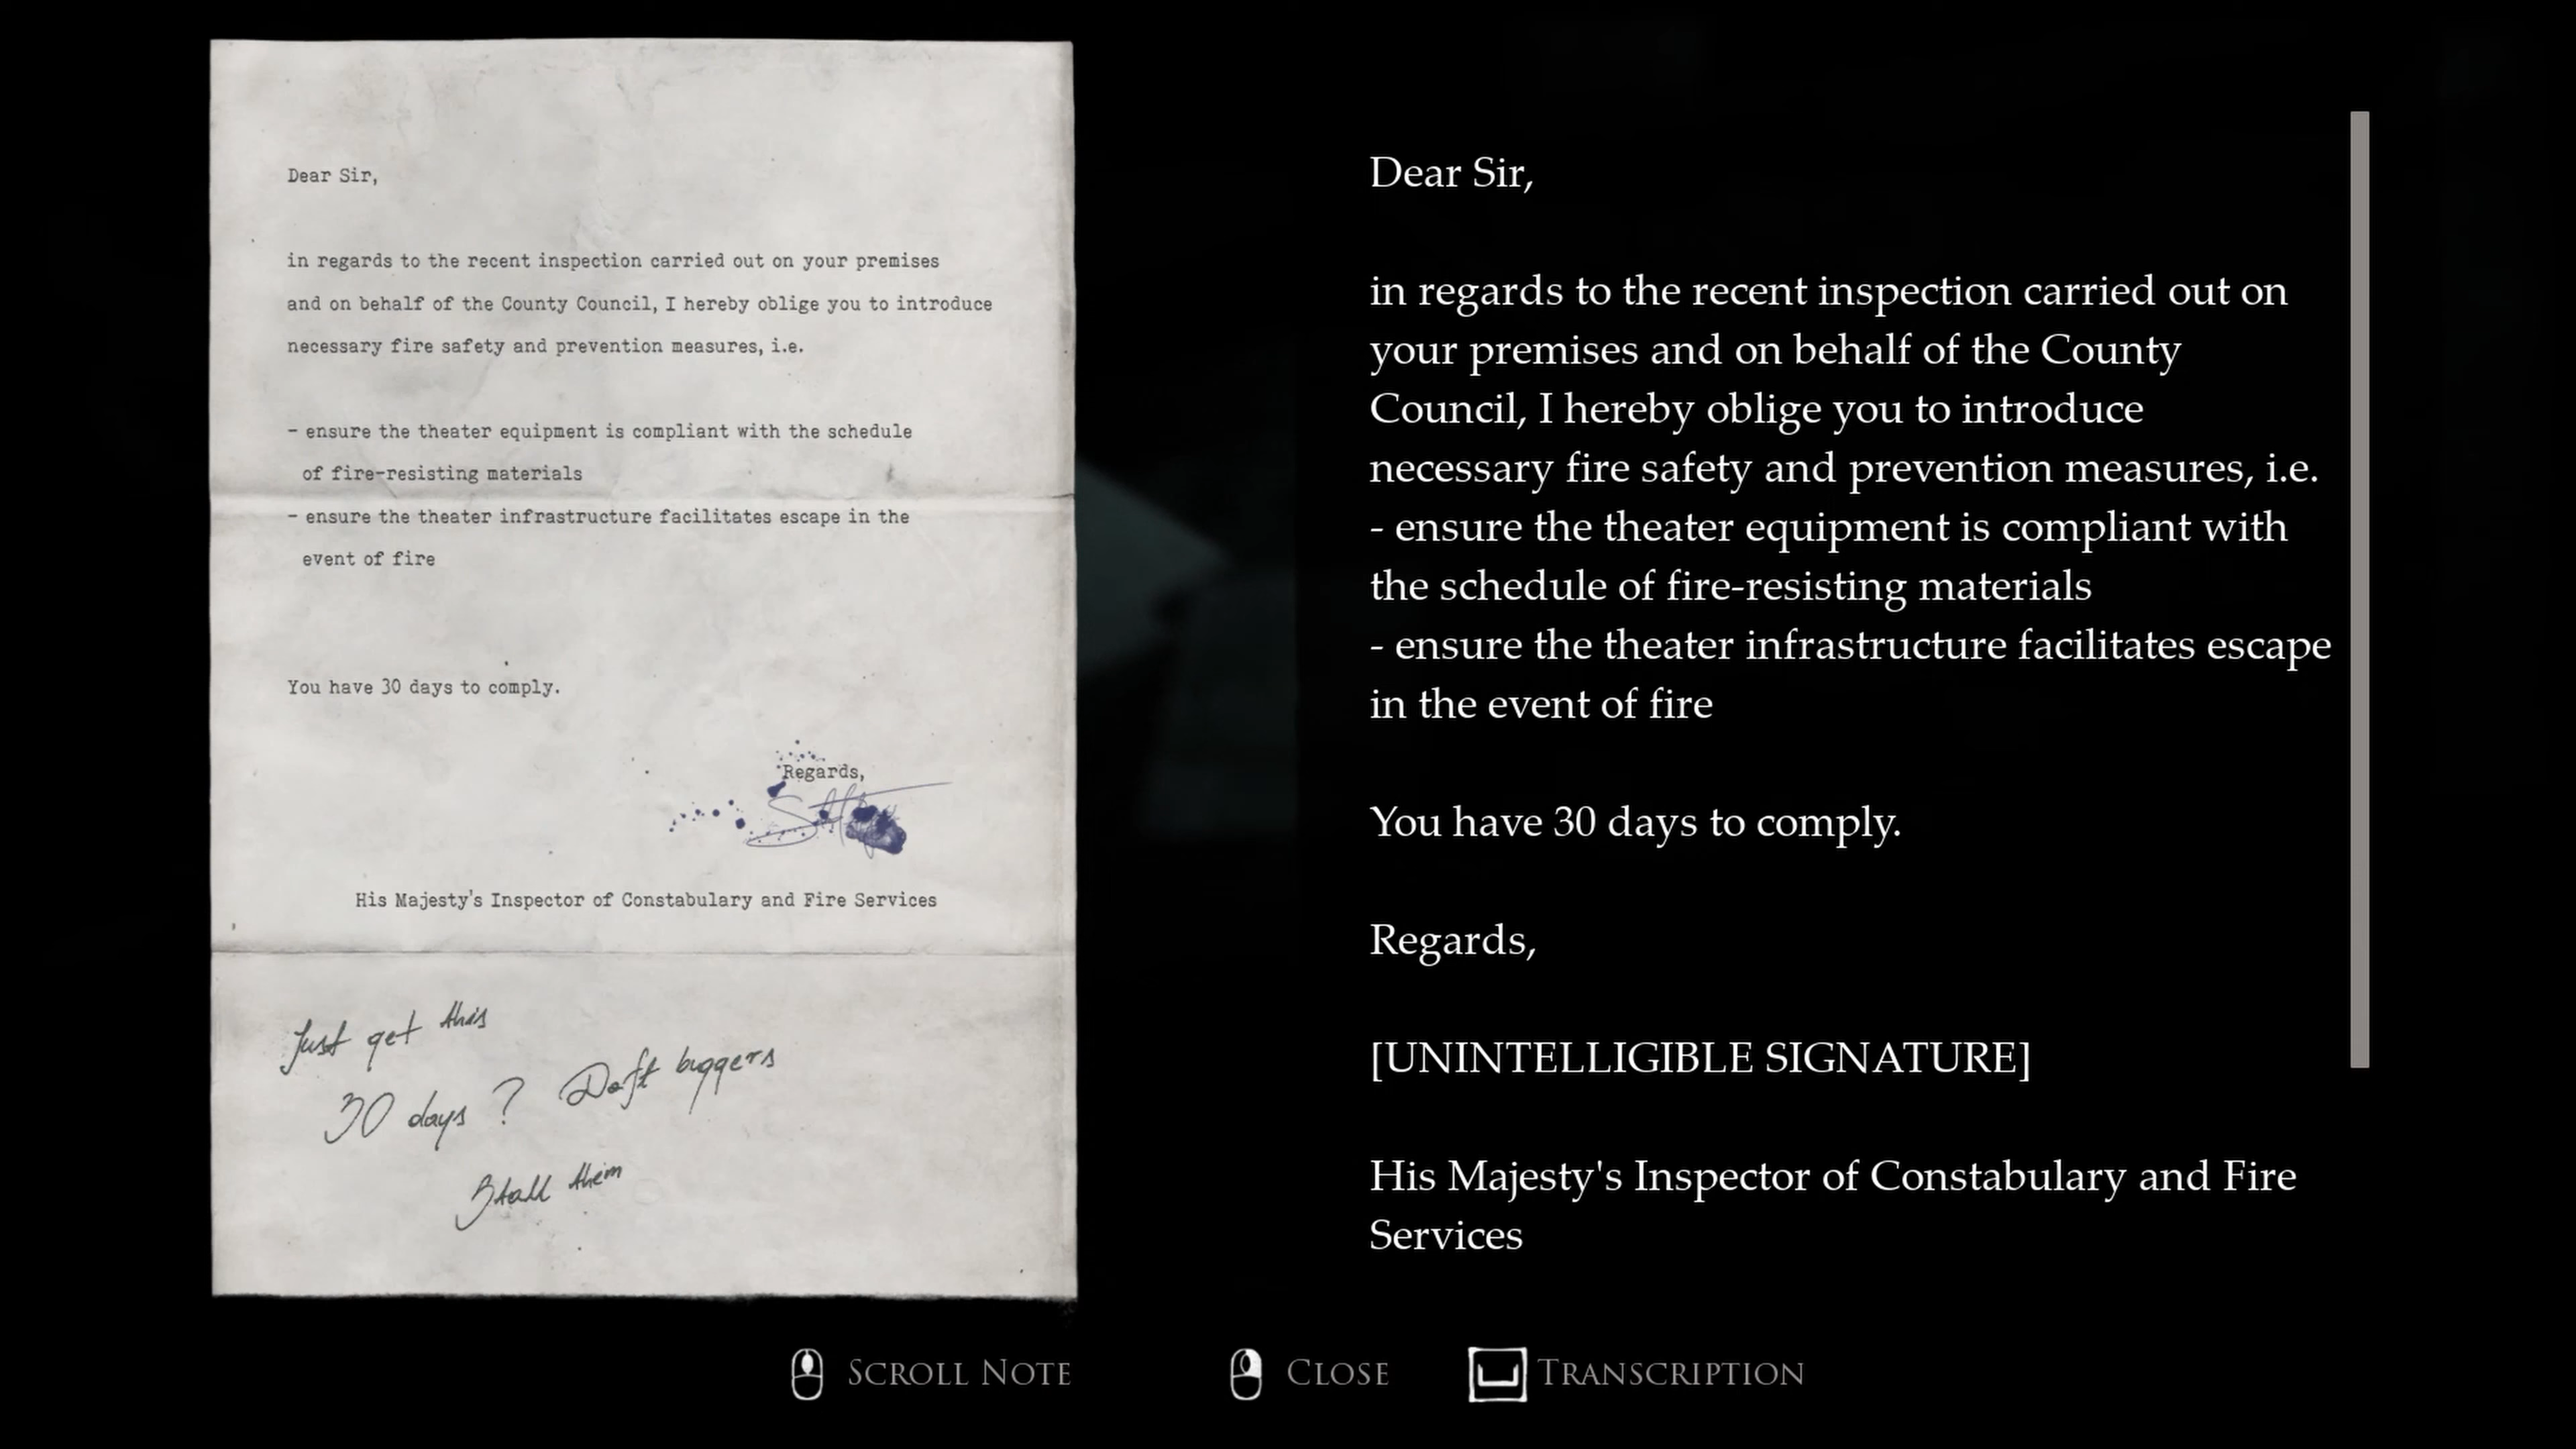 Dear Sir,
in regards to the recent inspection carried out on your premises
and on behalf of the County Council, I hereby oblige you to introduce
necessary fire safety and prevention measures, i.e.
- ensure the theater equipment is compliant with the schedule
of fire-resisting materials
- ensure the theater infrastructure facilitates escape in the
event of fire
You have 30 days to comply.
Regards,
His Majesty's Inspector of Constabulary and Fire Services
Just get this
30 days? Daft buggers
Stall them
Dear Sir,
in regards to the recent inspection carried out on
your premises and on behalf of the County
Council, I hereby oblige you to introduce
necessary fire safety and prevention measures, i.e.
- ensure the theater equipment is compliant with
the schedule of fire-resisting materials
- ensure the theater infrastructure facilitates escape
in the event of fire
You have 30 days to comply.
Regards,
[UNINTELLIGIBLE SIGNATURE]
His Majesty's Inspector of Constabulary and Fire
Services
SCROLL NOTE
CLOSE
TRANSCRIPTION